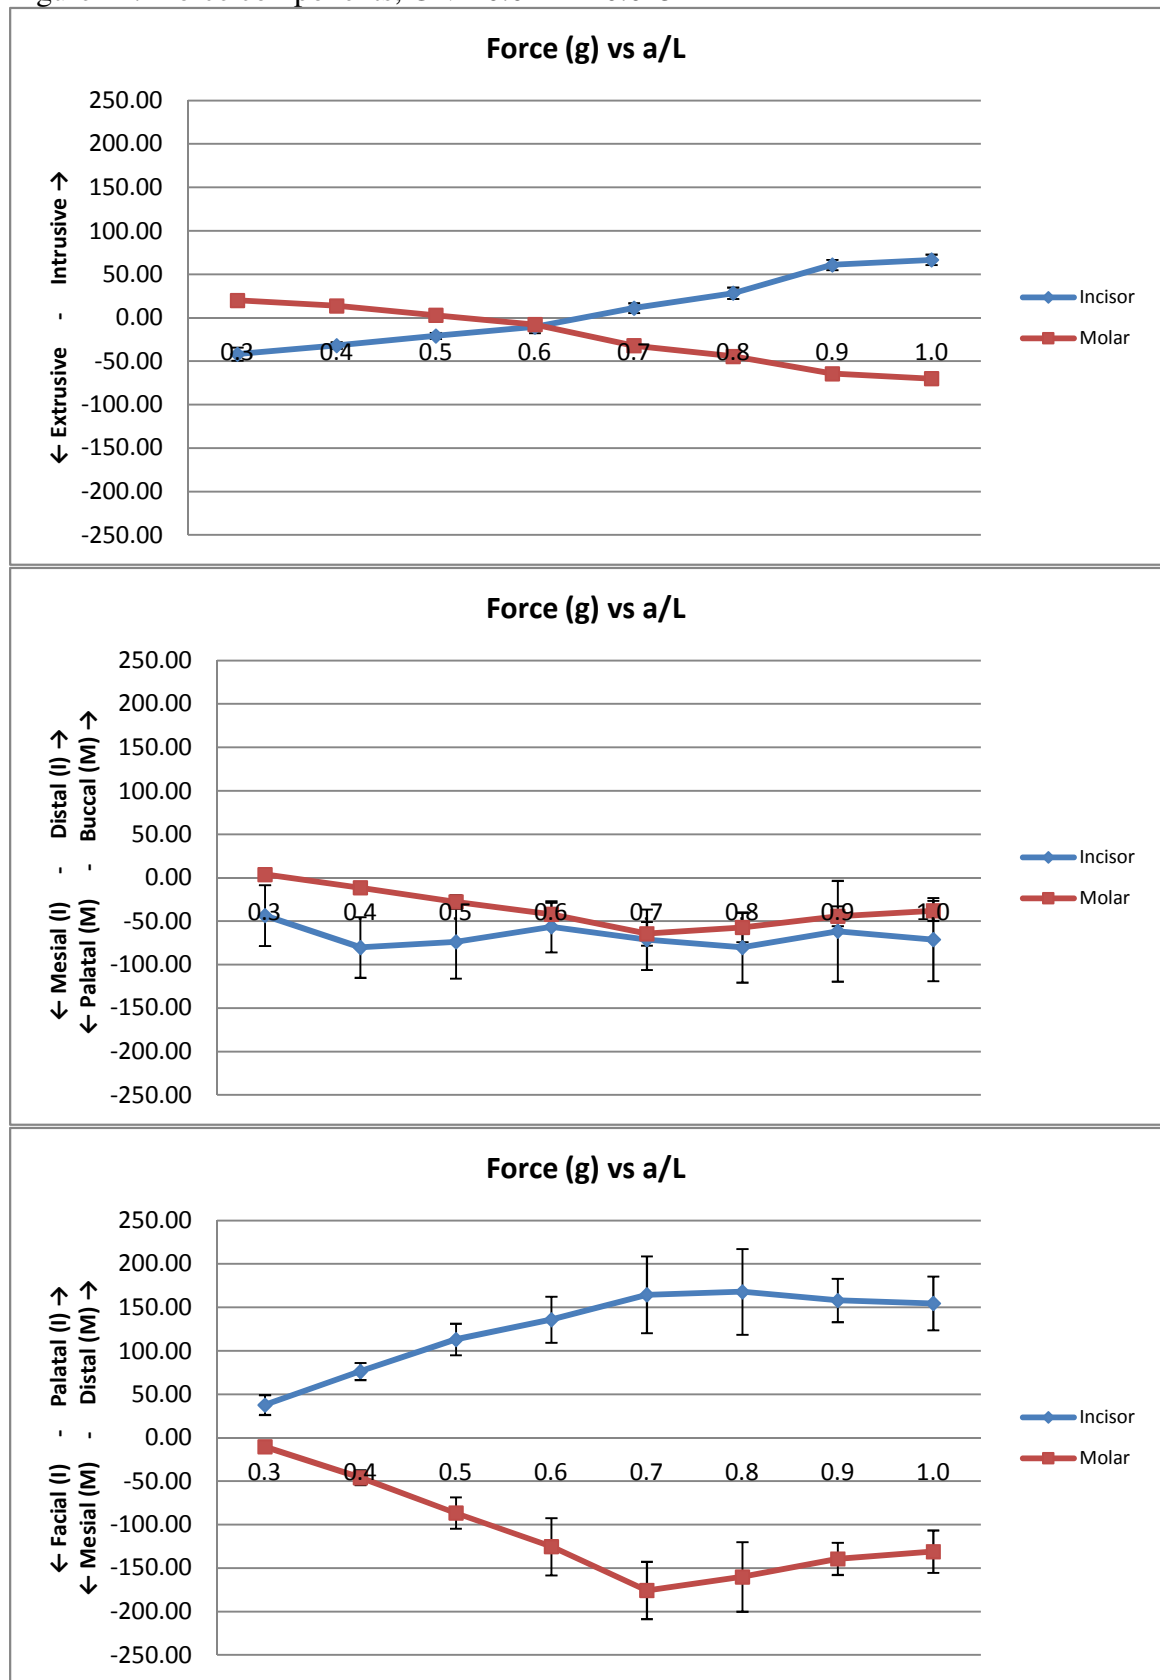 Force (g) vs a/L
250.00
200.00
150.00
100.00
50.00
0.00
-50.00
-100.00
-150.00
-200.00
-250.00
← Extrusive - Intrusive →
0.3 0.4 0.5 0.6 0.7 0.8 0.9 1.0
Incisor
Molar
Force (g) vs a/L
250.00
200.00
150.00
100.00
50.00
0.00
-50.00
-100.00
-150.00
-200.00
-250.00
← Mesial (I) - Distal (I) →
← Palatal (M) - Buccal (M) →
0.3 0.4 0.5 0.6 0.7 0.8 0.9 1.0
Incisor
Molar
Force (g) vs a/L
250.00
200.00
150.00
100.00
50.00
0.00
-50.00
-100.00
-150.00
-200.00
-250.00
← Facial (I) - Palatal (I) →
← Mesial (M) - Distal (M) →
0.3 0.4 0.5 0.6 0.7 0.8 0.9 1.0
Incisor
Molar